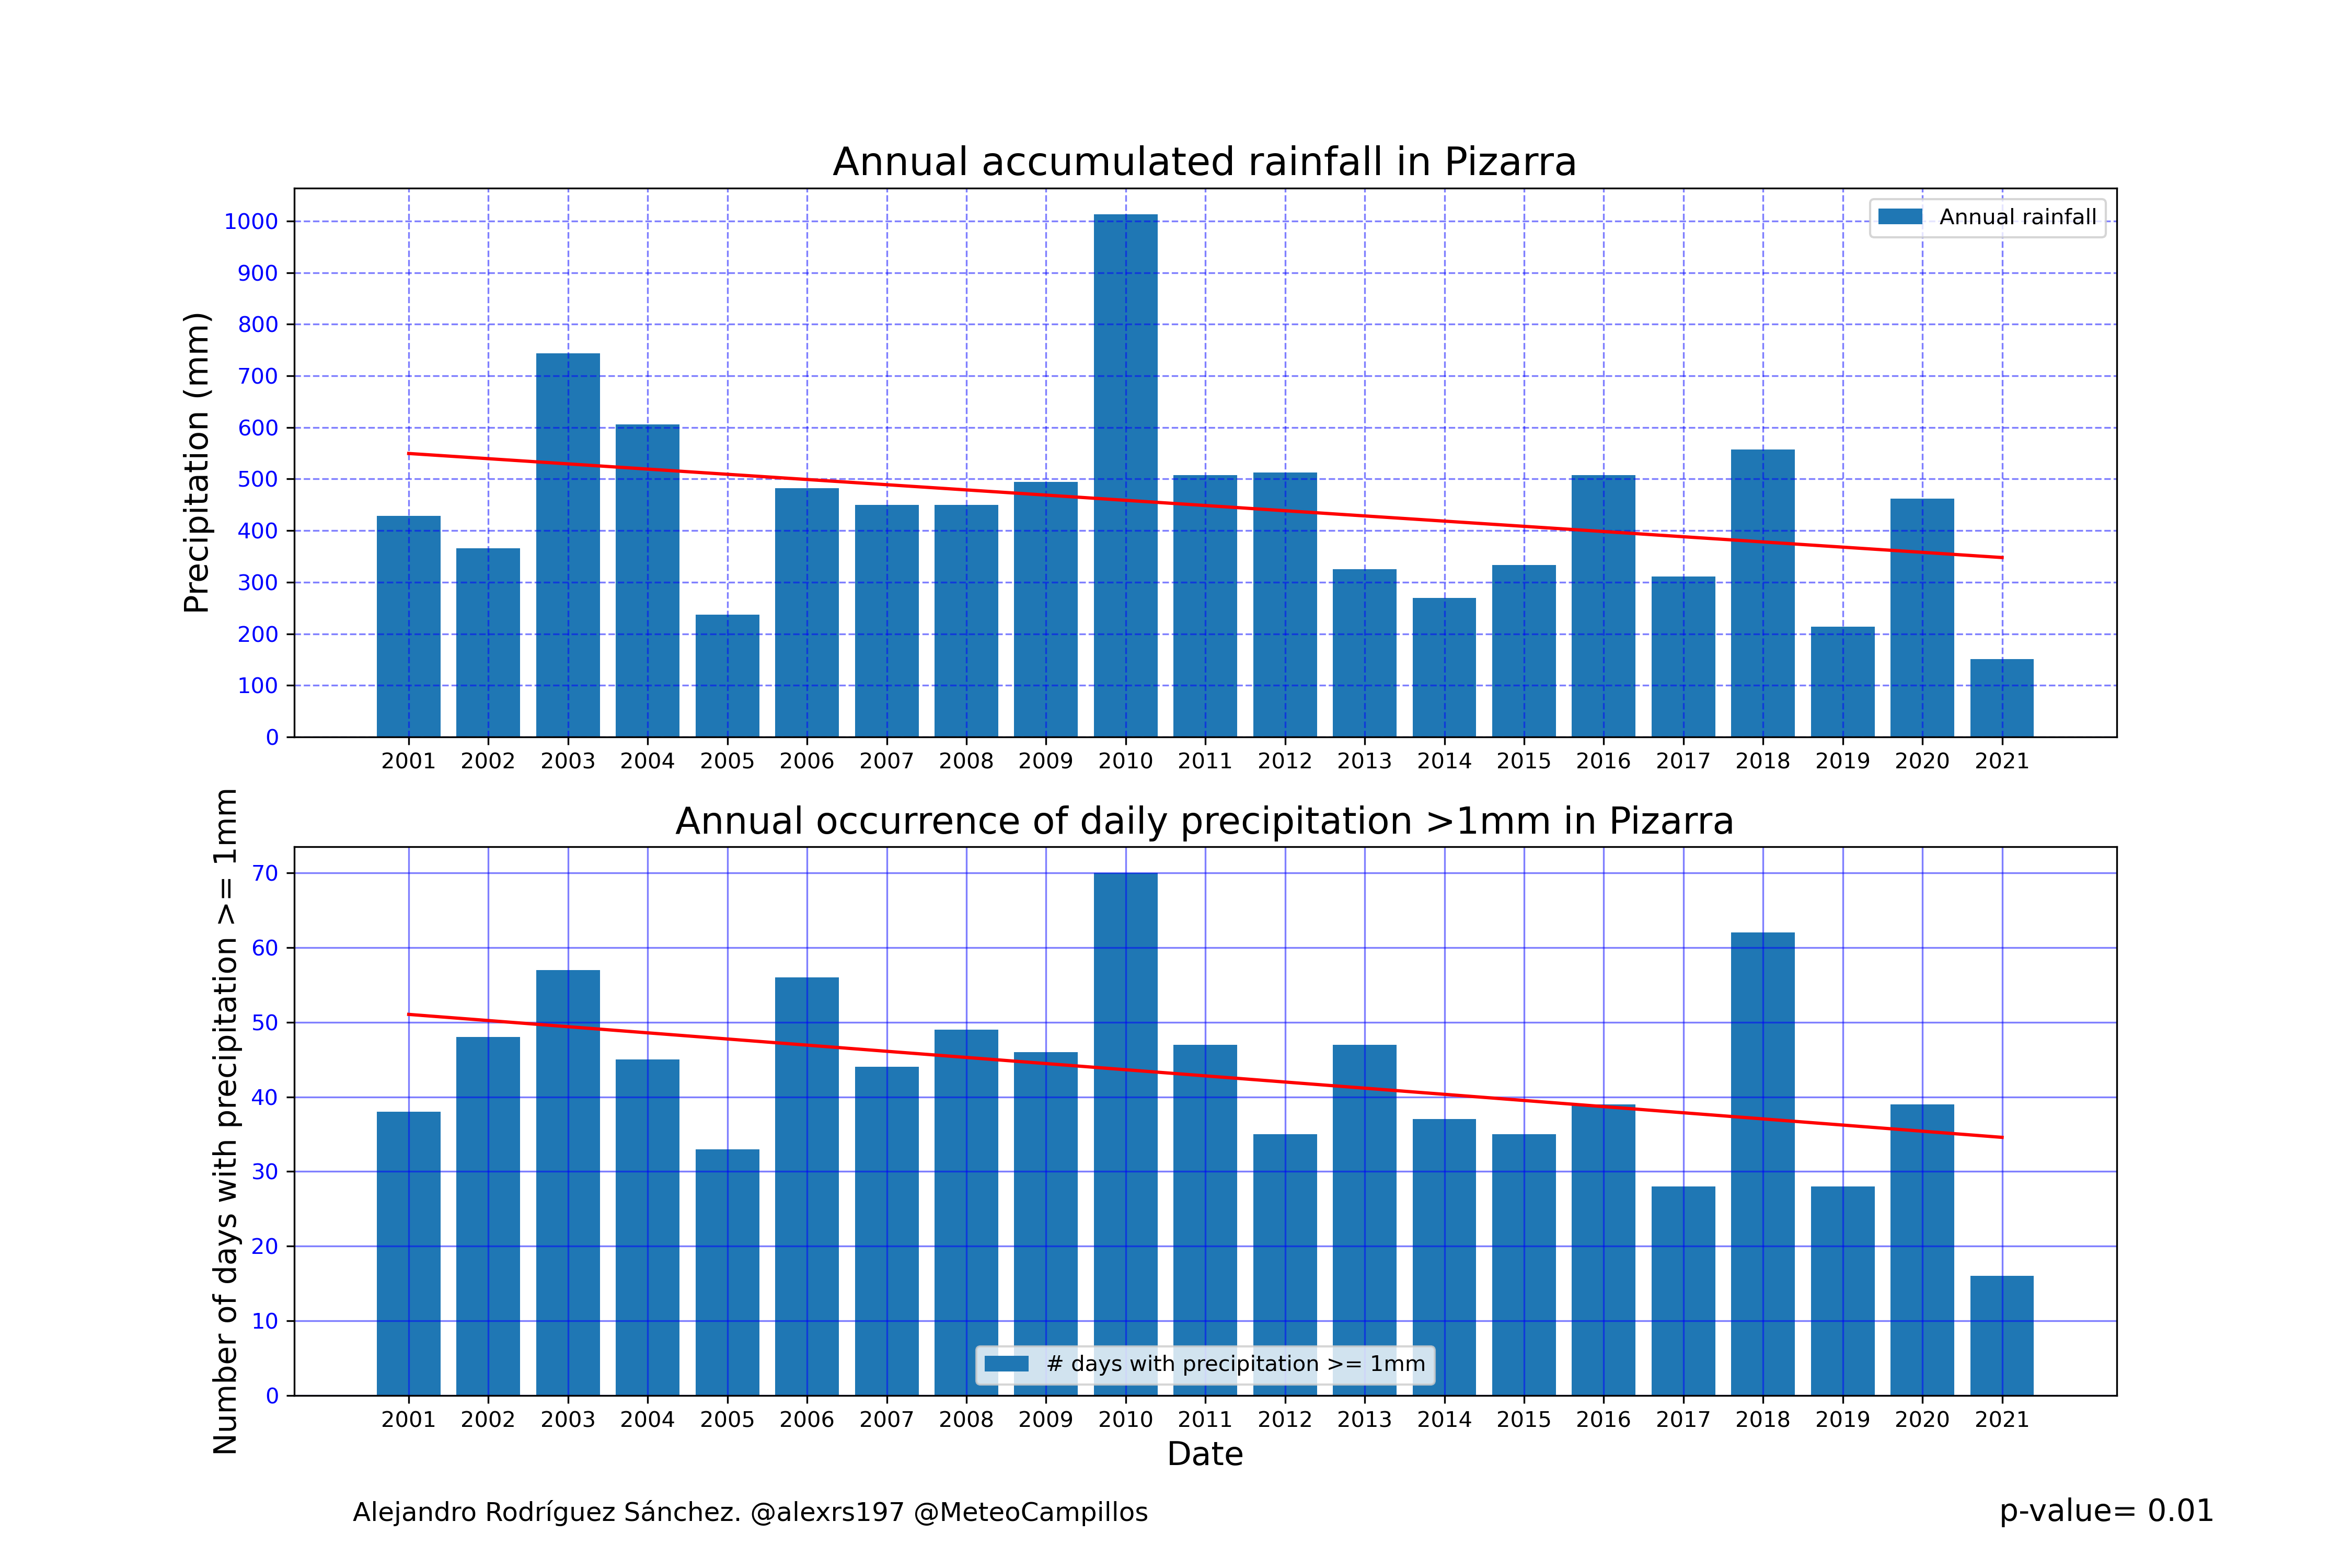 Annual accumulated rainfall in Pizarra
Precipitation (mm)
1000
900
800
700
600
500
400
300
200
100
0
Annual rainfall
2001 2002 2003 2004 2005 2006 2007 2008 2009 2010 2011 2012 2013 2014 2015 2016 2017 2018 2019 2020 2021
Annual occurrence of daily precipitation >1mm in Pizarra
Number of days with precipitation >= 1mm
70
60
50
40
30
20
10
0
# days with precipitation >= 1mm
2001 2002 2003 2004 2005 2006 2007 2008 2009 2010 2011 2012 2013 2014 2015 2016 2017 2018 2019 2020 2021
Date
Alejandro Rodríguez Sánchez. @alexrs197 @MeteoCampillos
p-value= 0.01